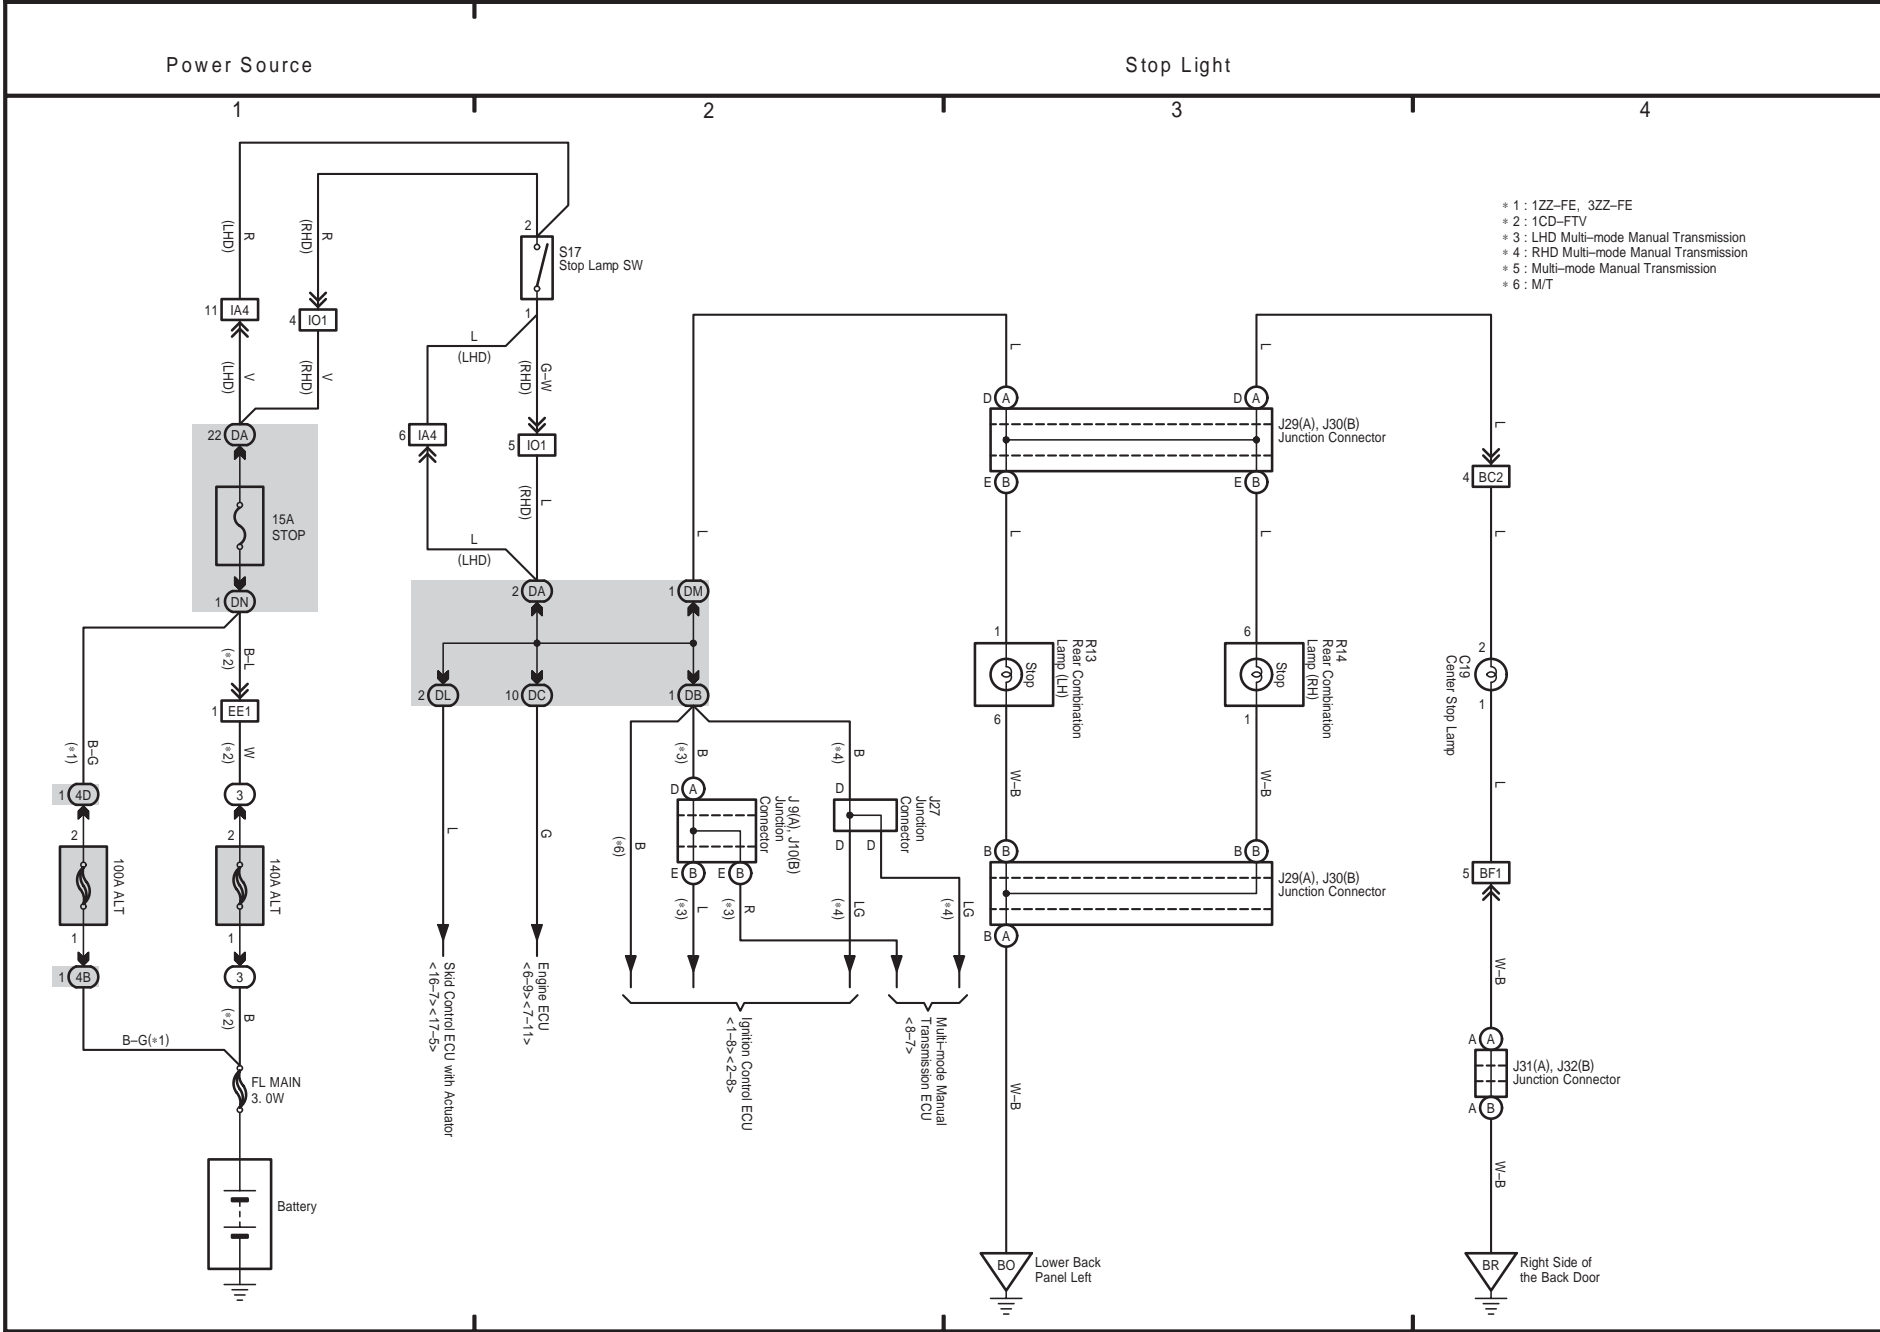 Power Source
Stop Light
1
2
3
4
∗ 1 : 1ZZ–FE, 3ZZ–FE
∗ 2 : 1CD–FTV
∗ 3 : LHD Multi–mode Manual Transmission
∗ 4 : RHD Multi–mode Manual Transmission
∗ 5 : Multi–mode Manual Transmission
∗ 6 : M/T
R
(LHD)
R
(RHD)
11 IA4
4 IO1
V
(LHD)
V
(RHD)
22 DA
15A
STOP
1 DN
B–L
(∗2)
1 EE1
W
(∗2)
B–G
(∗1)
1 4D
3
2
2
100A ALT
140A ALT
1
1
1 4B
3
B
(∗2)
B–G(∗1)
FL MAIN
3. 0W
Battery
2
S17
Stop Lamp SW
1
L
(LHD)
G–W
(RHD)
6 IA4
5 IO1
L
(RHD)
L
(LHD)
2 DA
1 DM
2 DL
10 DC
1 DB
L
G
L
Skid Control ECU with Actuator
<16–7><17–5>
Engine ECU
<6–9><7–11>
B
(∗6)
B
(∗3)
B
(∗4)
D A
J 9(A), J10(B)
Junction
Connector
E B
E B
D
J27
Junction
Connector
D
D
L
(∗3)
R
(∗3)
LG
(∗4)
LG
(∗4)
Ignition Control ECU
<1–8><2–8>
Multi–mode Manual
Transmission ECU
<8–7>
L
L
D A
D A
J29(A), J30(B)
Junction Connector
E B
E B
L
L
1
Stop
R13
Rear Combination
Lamp (LH)
6
6
Stop
R14
Rear Combination
Lamp (RH)
1
W–B
W–B
B B
B B
J29(A), J30(B)
Junction Connector
B A
W–B
BO
Lower Back
Panel Left
L
4 BC2
L
2
C19
Center Stop Lamp
1
L
5 BF1
W–B
A A
J31(A), J32(B)
Junction Connector
A B
W–B
BR
Right Side of
the Back Door